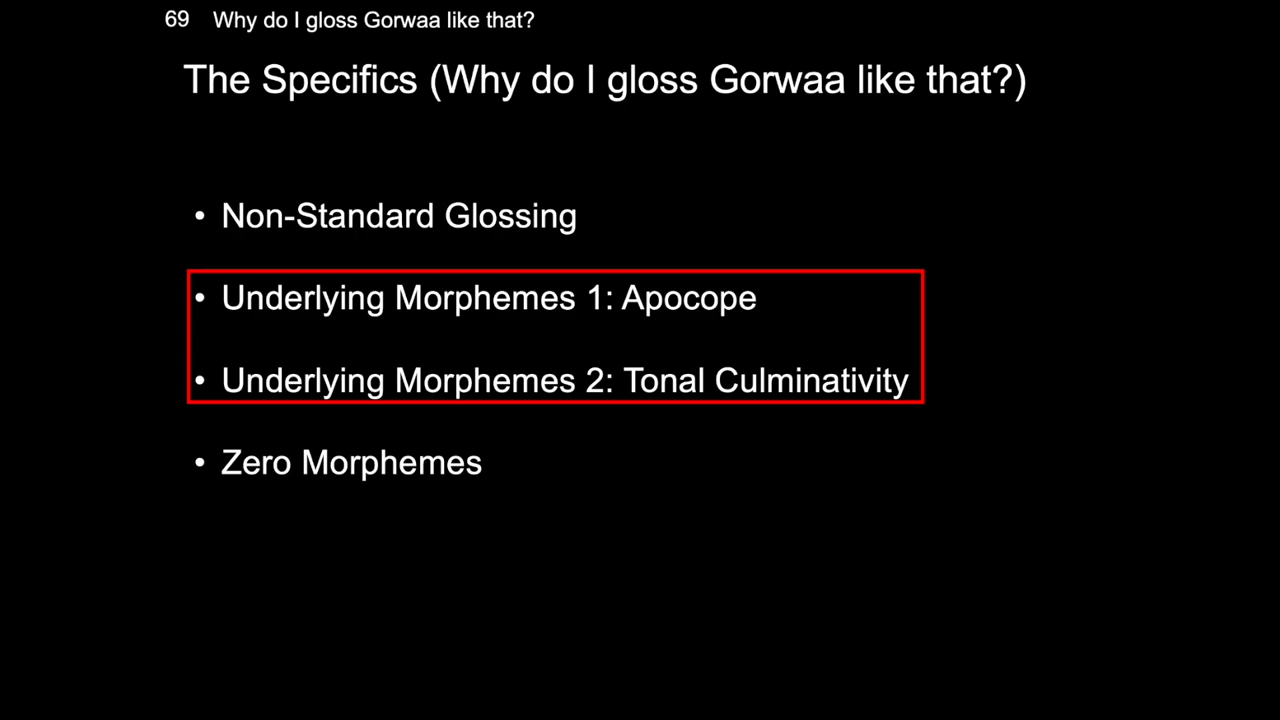 69 Why do I gloss Gorwaa like that?
The Specifics (Why do I gloss Gorwaa like that?)
• Non-Standard Glossing
• Underlying Morphemes 1: Apocope
• Underlying Morphemes 2: Tonal Culminativity
• Zero Morphemes